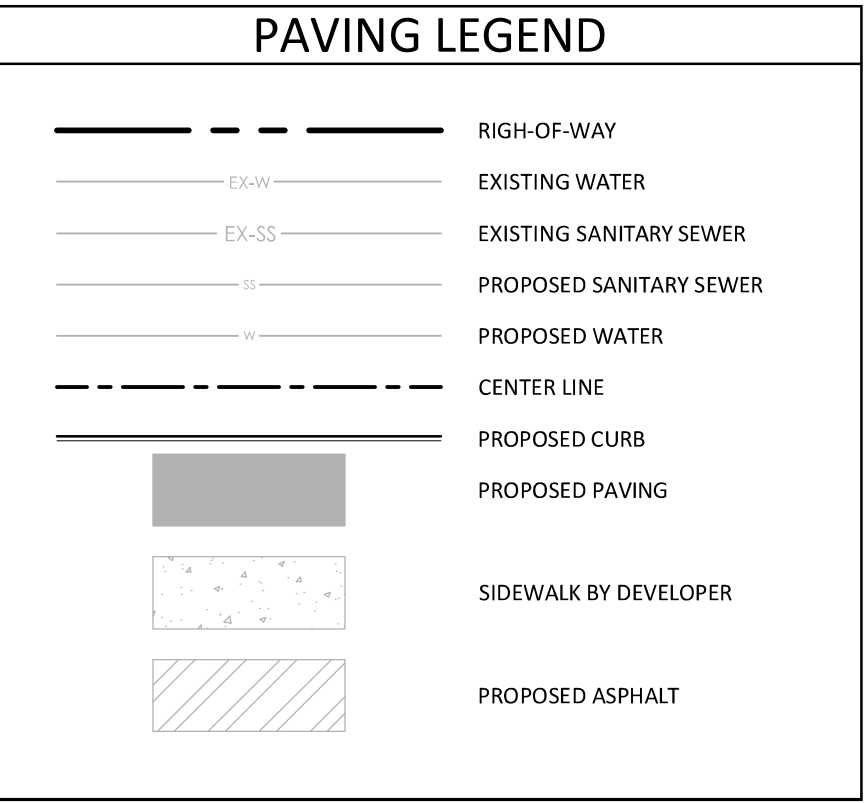 PAVING LEGEND
RIGH-OF-WAY
EX-W EXISTING WATER
EX-SS EXISTING SANITARY SEWER
SS PROPOSED SANITARY SEWER
W PROPOSED WATER
CENTER LINE
PROPOSED CURB
PROPOSED PAVING
SIDEWALK BY DEVELOPER
PROPOSED ASPHALT